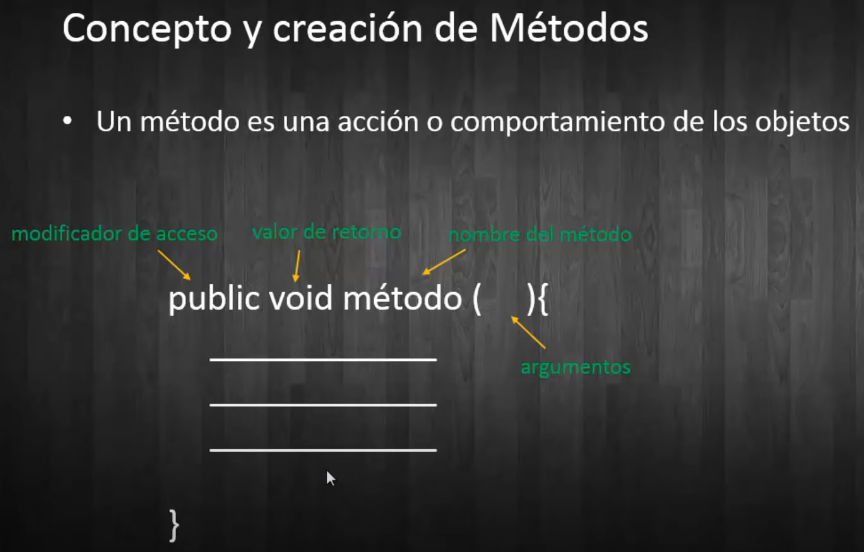 Concepto y creación de Métodos
• Un método es una acción o comportamiento de los objetos
modificador de acceso valor de retorno nombre del método
public void método ( ){
argumentos
}